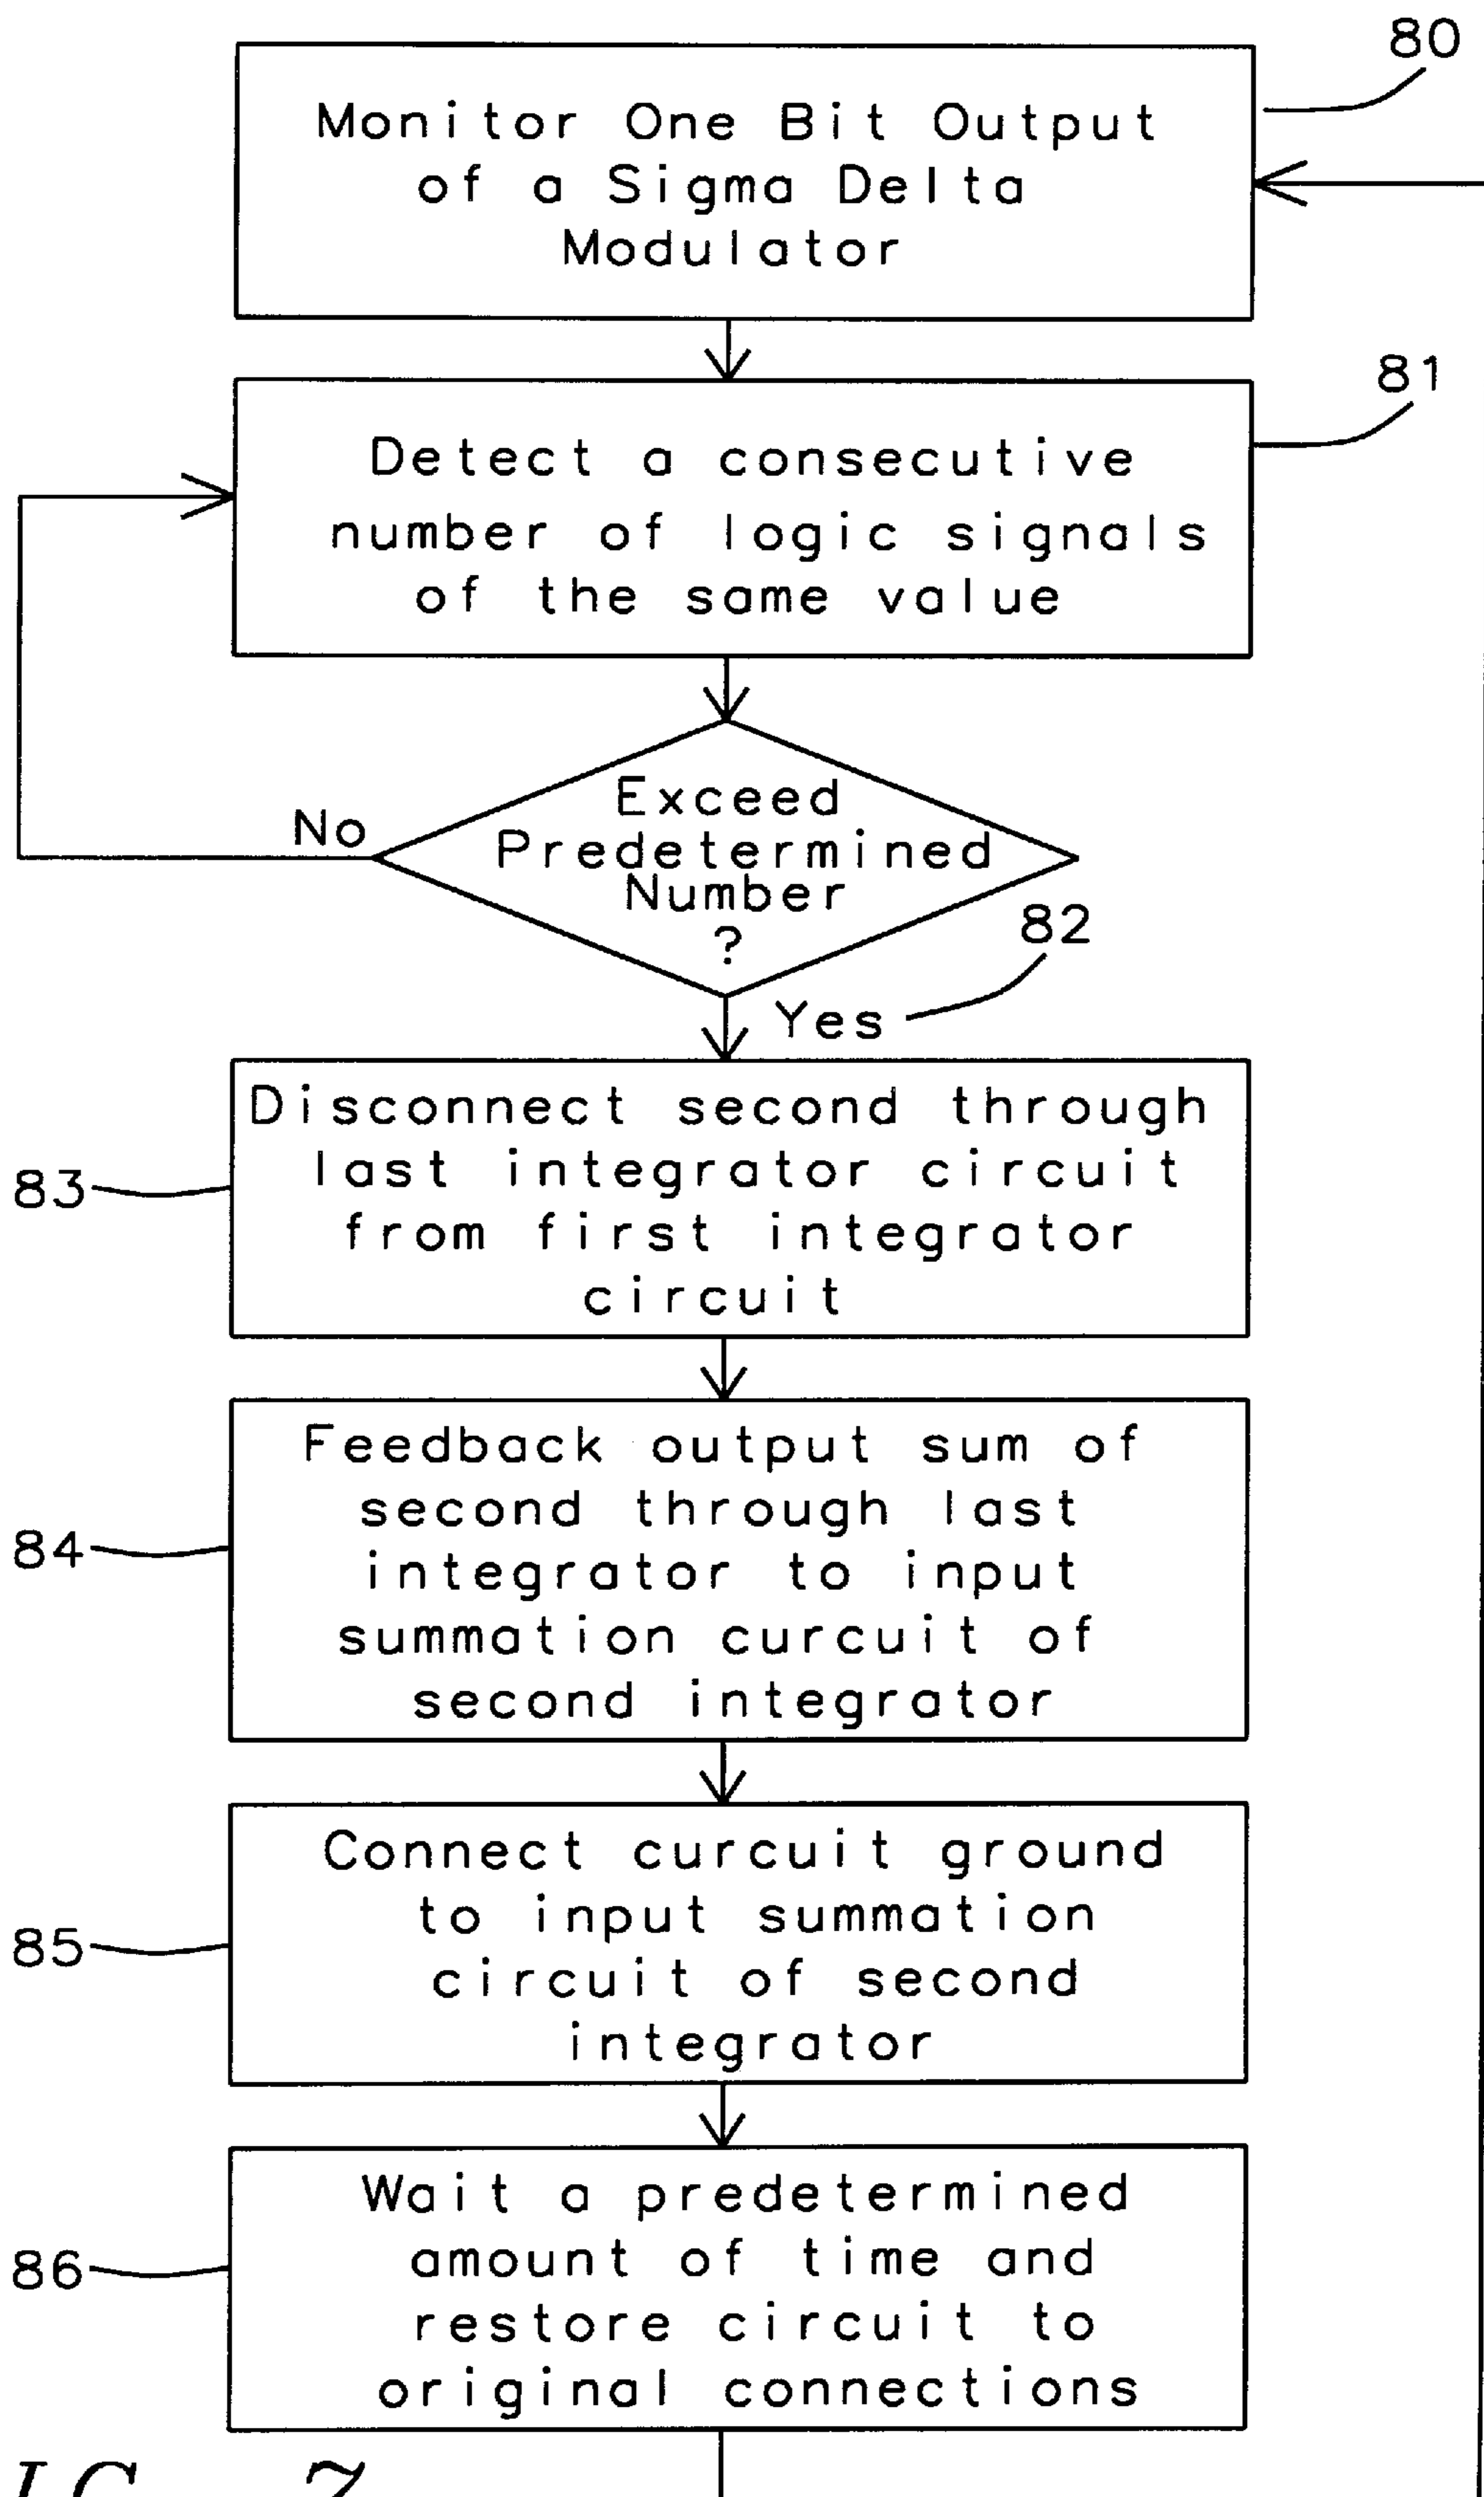 80
Monitor One Bit Output
of a Sigma Delta
Modulator
81
Detect a consecutive
number of logic signals
of the same value
Exceed
No
Predetermined
Number
?
82
Yes
Disconnect second through
last integrator circuit
from first integrator
circuit
83
Feedback output sum of
second through last
integrator to input
summation curcuit of
second integrator
84
Connect curcuit ground
to input summation
circuit of second
integrator
85
Wait a predetermined
amount of time and
restore circuit to
original connections
86